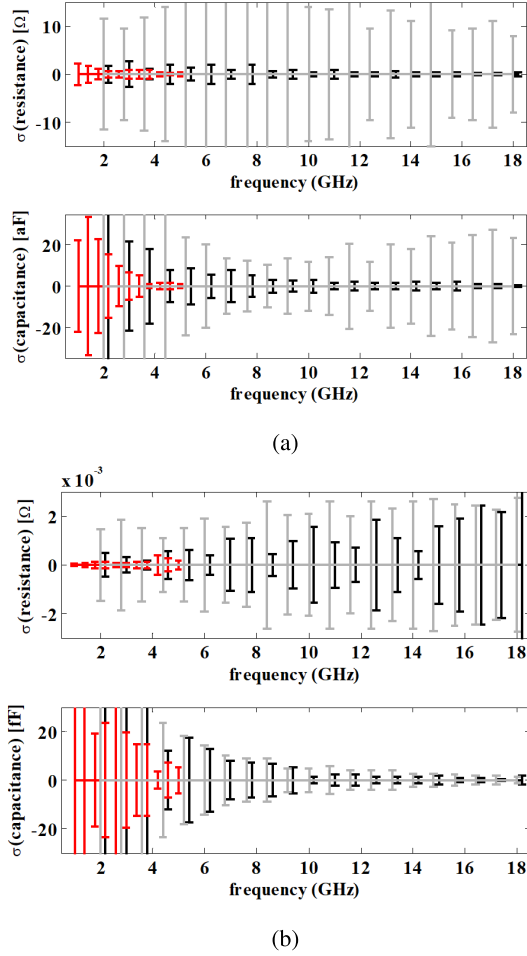 σ(resistance) [Ω]
10
0
-10
2 4 6 8 10 12 14 16 18
frequency (GHz)
σ(capacitance) [aF]
20
0
-20
2 4 6 8 10 12 14 16 18
frequency (GHz)
(a)
x 10⁻³
σ(resistance) [Ω]
2
0
-2
2 4 6 8 10 12 14 16 18
frequency (GHz)
σ(capacitance) [fF]
20
0
-20
2 4 6 8 10 12 14 16 18
frequency (GHz)
(b)